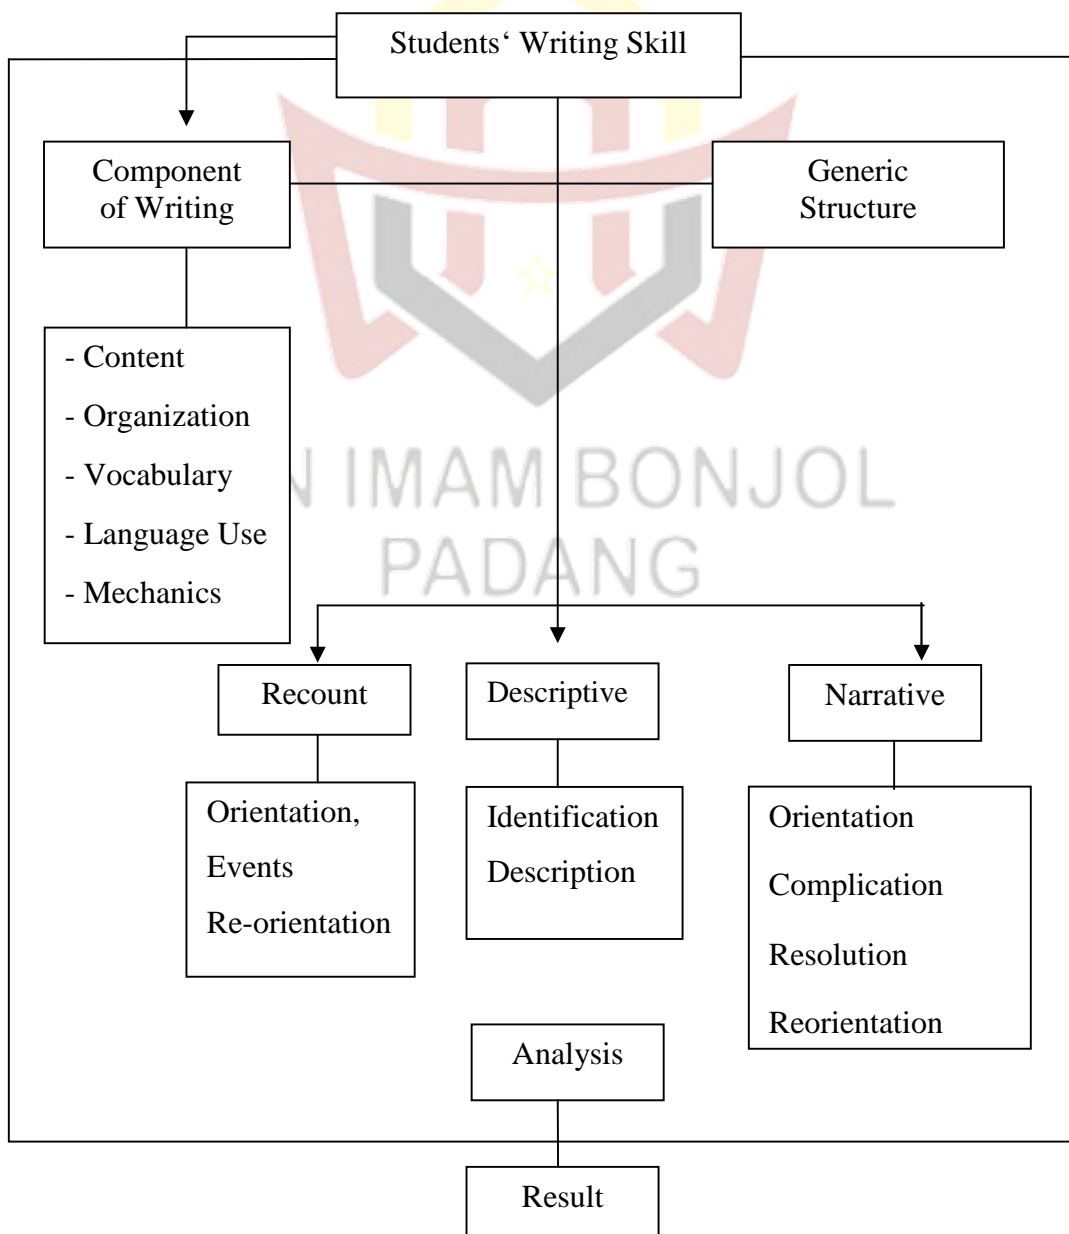 Students‘ Writing Skill
Component
of Writing
Generic
Structure
- Content
- Organization
- Vocabulary
- Language Use
- Mechanics
N IMAM BONJOL
PADANG
Recount
Descriptive
Narrative
Orientation,
Events
Re-orientation
Identification
Description
Orientation
Complication
Resolution
Reorientation
Analysis
Result